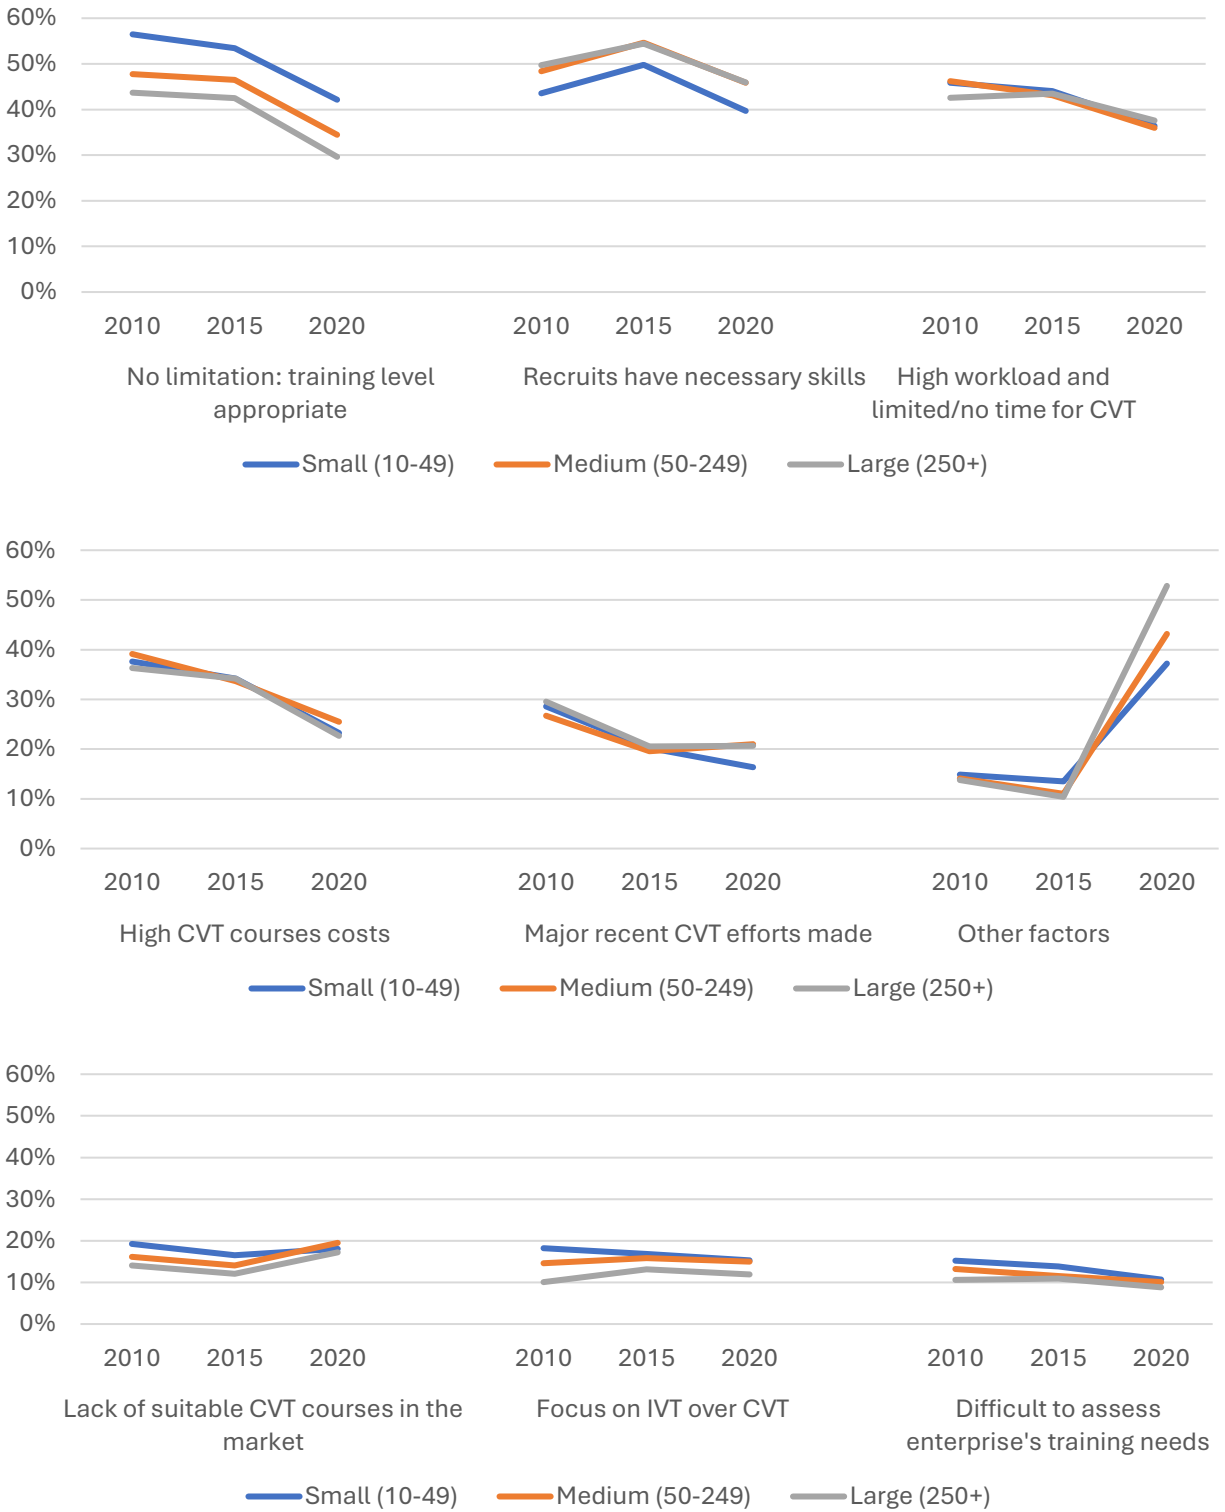 60%
50%
40%
30%
20%
10%
0%
2010 2015 2020 2010 2015 2020 2010 2015 2020
No limitation: training level appropriate
Recruits have necessary skills
High workload and limited/no time for CVT
Small (10-49) Medium (50-249) Large (250+)
60%
50%
40%
30%
20%
10%
0%
2010 2015 2020 2010 2015 2020 2010 2015 2020
High CVT courses costs Major recent CVT efforts made Other factors
Small (10-49) Medium (50-249) Large (250+)
60%
50%
40%
30%
20%
10%
0%
2010 2015 2020 2010 2015 2020 2010 2015 2020
Lack of suitable CVT courses in the market
Focus on IVT over CVT
Difficult to assess enterprise's training needs
Small (10-49) Medium (50-249) Large (250+)